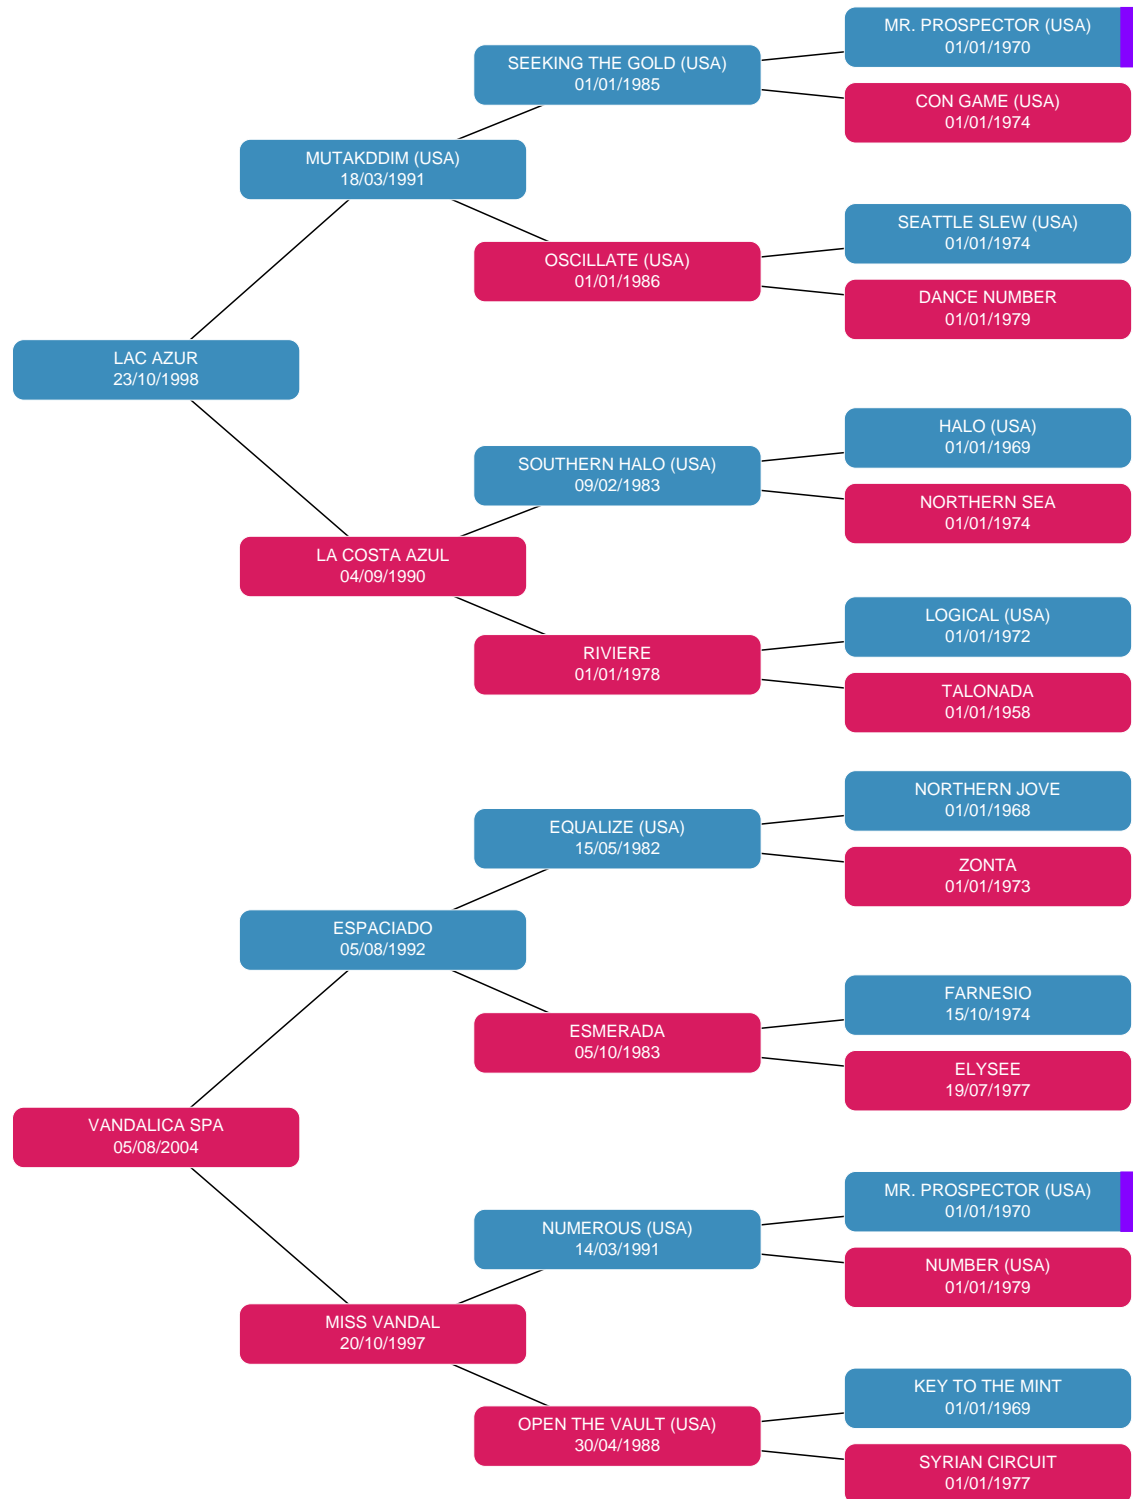 MR. PROSPECTOR (USA)
01/01/1970
SEEKING THE GOLD (USA)
01/01/1985
CON GAME (USA)
01/01/1974
MUTAKDDIM (USA)
18/03/1991
SEATTLE SLEW (USA)
01/01/1974
OSCILLATE (USA)
01/01/1986
DANCE NUMBER
01/01/1979
LAC AZUR
23/10/1998
HALO (USA)
01/01/1969
SOUTHERN HALO (USA)
09/02/1983
NORTHERN SEA
01/01/1974
LA COSTA AZUL
04/09/1990
LOGICAL (USA)
01/01/1972
RIVIERE
01/01/1978
TALONADA
01/01/1958
NORTHERN JOVE
01/01/1968
EQUALIZE (USA)
15/05/1982
ZONTA
01/01/1973
ESPACIADO
05/08/1992
FARNESIO
15/10/1974
ESMERADA
05/10/1983
ELYSEE
19/07/1977
VANDALICA SPA
05/08/2004
MR. PROSPECTOR (USA)
01/01/1970
NUMEROUS (USA)
14/03/1991
NUMBER (USA)
01/01/1979
MISS VANDAL
20/10/1997
KEY TO THE MINT
01/01/1969
OPEN THE VAULT (USA)
30/04/1988
SYRIAN CIRCUIT
01/01/1977